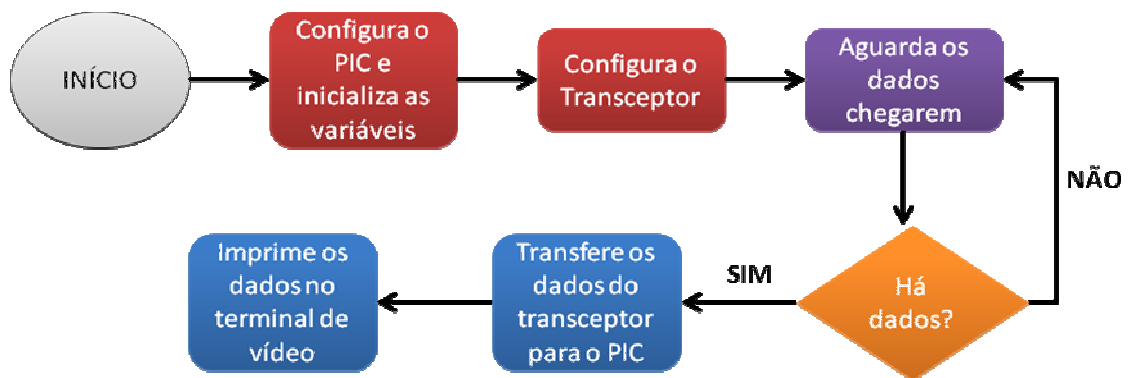 INÍCIO
Configura o
PIC e
inicializa as
variáveis
Configura o
Transceptor
Aguarda os
dados
chegarem
NÃO
Há
dados?
SIM
Transfere os
dados do
transceptor
para o PIC
Imprime os
dados no
terminal de
vídeo